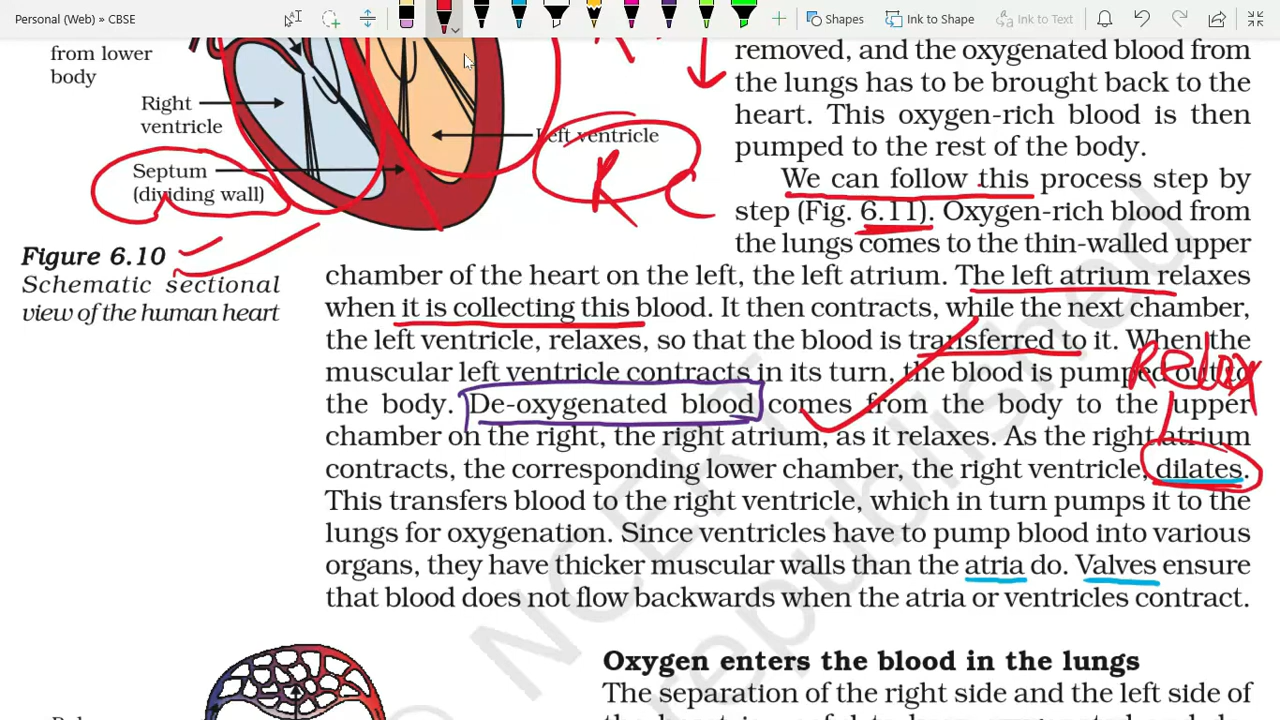 Personal (Web) » CBSE
Shapes
Ink to Shape
Ink to Text
from lower
body
Right
ventricle
Septum
(dividing wall)
Left ventricle
R
Figure 6.10
Schematic sectional
view of the human heart
removed, and the oxygenated blood from
the lungs has to be brought back to the
heart. This oxygen-rich blood is then
pumped to the rest of the body.
We can follow this process step by
step (Fig. 6.11). Oxygen-rich blood from
the lungs comes to the thin-walled upper
chamber of the heart on the left, the left atrium. The left atrium relaxes
when it is collecting this blood. It then contracts, while the next chamber,
the left ventricle, relaxes, so that the blood is transferred to it. When the
muscular left ventricle contracts in its turn, the blood is pumped out to
Relax
the body. De-oxygenated blood comes from the body to the upper
chamber on the right, the right atrium, as it relaxes. As the right atrium
contracts, the corresponding lower chamber, the right ventricle, dilates.
This transfers blood to the right ventricle, which in turn pumps it to the
lungs for oxygenation. Since ventricles have to pump blood into various
organs, they have thicker muscular walls than the atria do. Valves ensure
that blood does not flow backwards when the atria or ventricles contract.
Oxygen enters the blood in the lungs
The separation of the right side and the left side of
© NCERT
republished